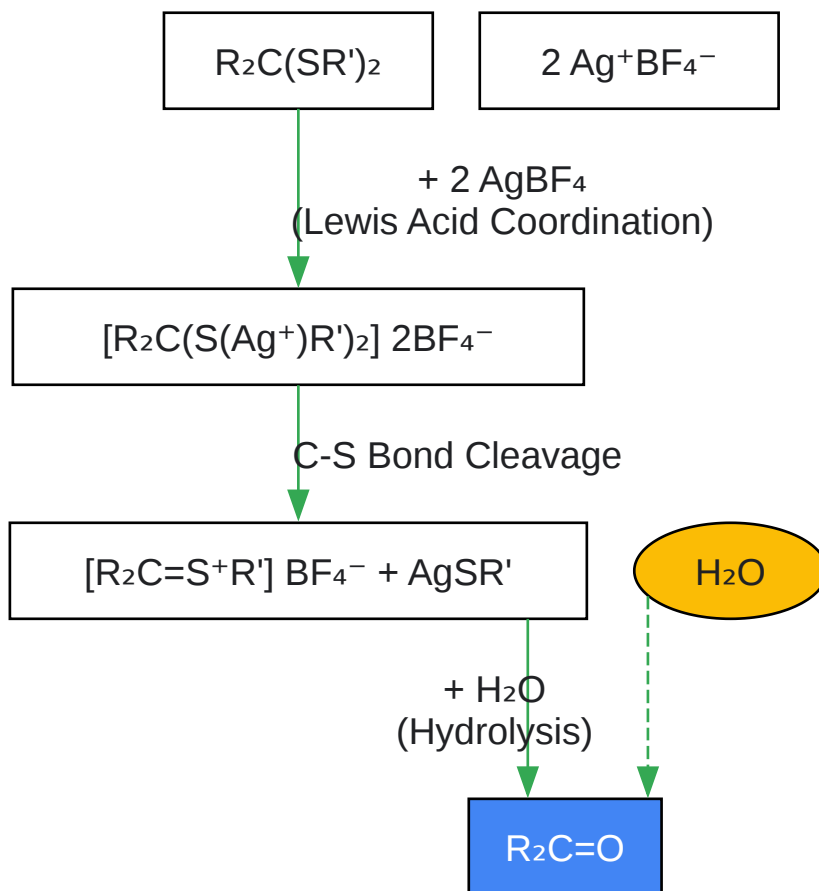 R₂C(SR')₂
2 Ag⁺BF₄⁻
+ 2 AgBF₄
(Lewis Acid Coordination)
[R₂C(S(Ag⁺)R')₂] 2BF₄⁻
C-S Bond Cleavage
[R₂C=S⁺R'] BF₄⁻ + AgSR'
H₂O
+ H₂O
(Hydrolysis)
R₂C=O